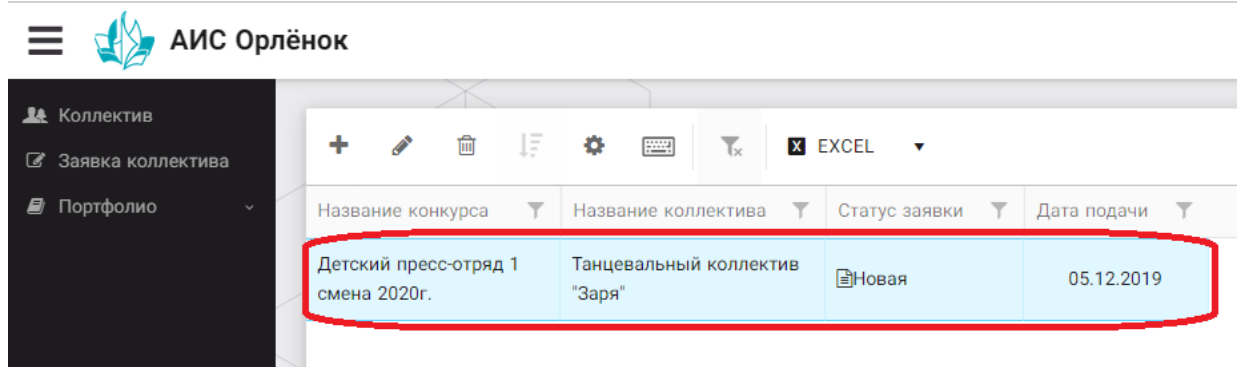 АИС Орлёнок
Коллектив
Заявка коллектива
Портфолио
X EXCEL
Название конкурса Название коллектива Статус заявки Дата подачи
Детский пресс-отряд 1 Танцевальный коллектив
смена 2020г. "Заря" Новая 05.12.2019